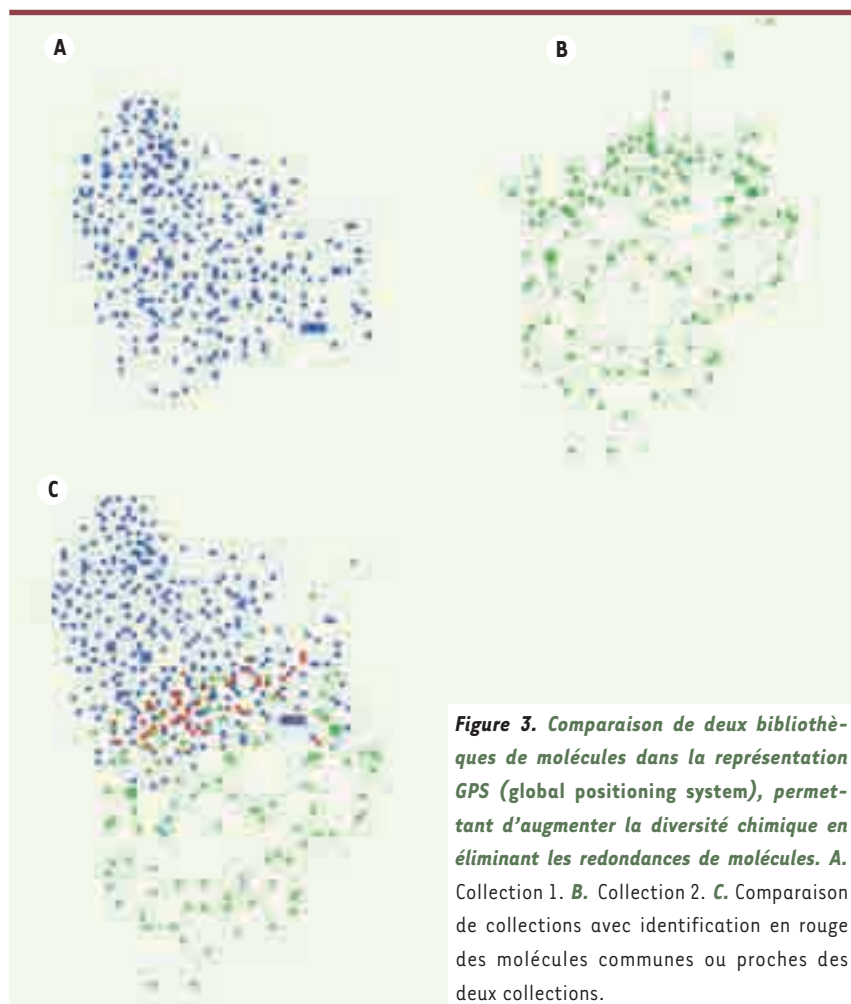 A
B
C
Figure 3. Comparaison de deux bibliothè-
ques de molécules dans la représentation
GPS (global positioning system), permet-
tant d'augmenter la diversité chimique en
éliminant les redondances de molécules. A.
Collection 1. B. Collection 2. C. Comparaison
de collections avec identification en rouge
des molécules communes ou proches des
deux collections.